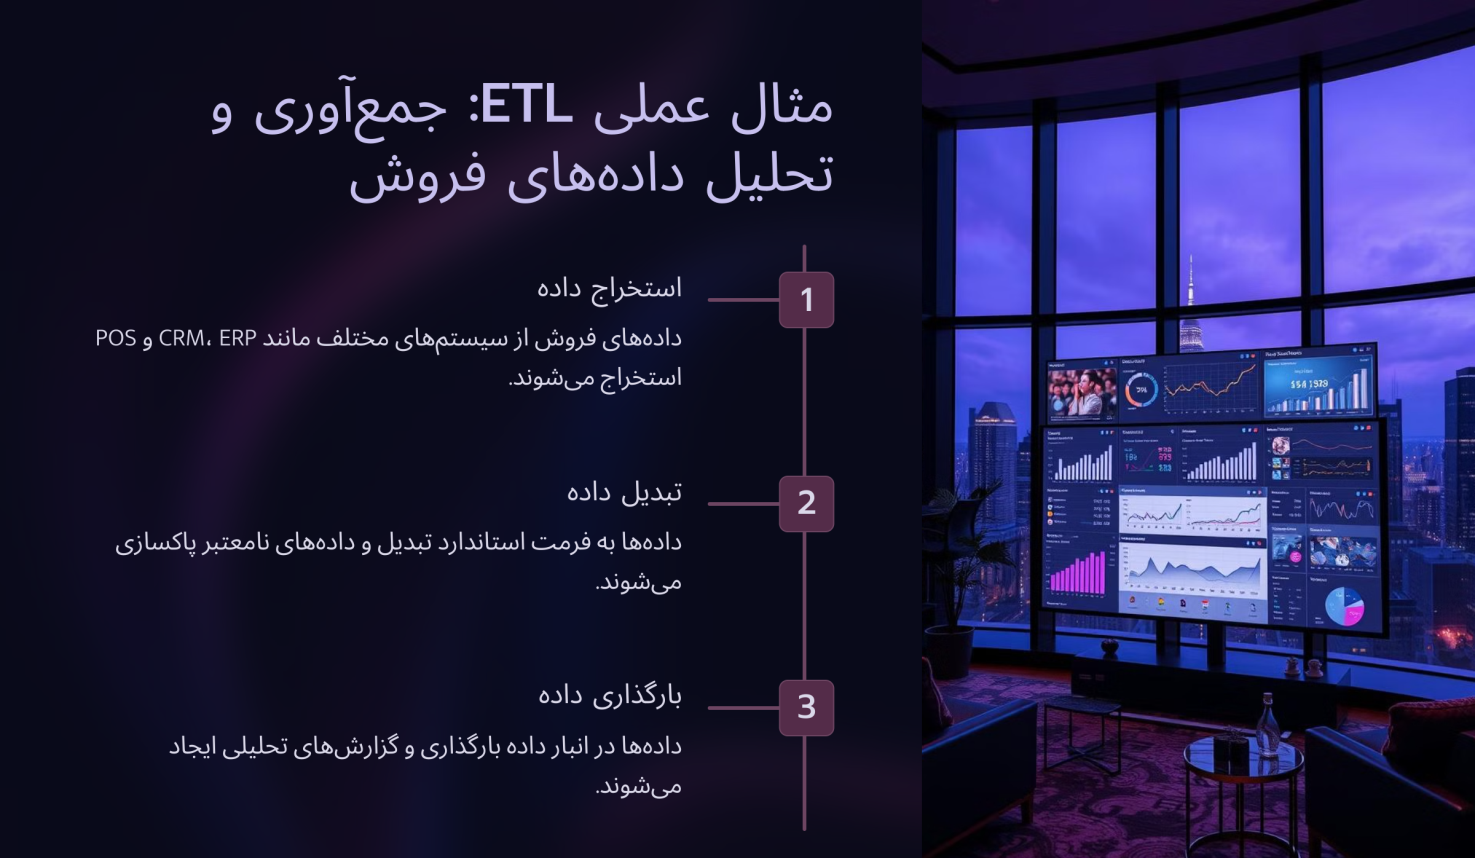 مثال عملی ETL: جمع‌آوری و
تحلیل داده‌های فروش
1
استخراج داده
داده‌های فروش از سیستم‌های مختلف مانند CRM، ERP و POS
استخراج می‌شوند.
2
تبدیل داده
داده‌ها به فرمت استاندارد تبدیل و داده‌های نامعتبر پاکسازی
می‌شوند.
3
بارگذاری داده
داده‌ها در انبار داده بارگذاری و گزارش‌های تحلیلی ایجاد
می‌شوند.